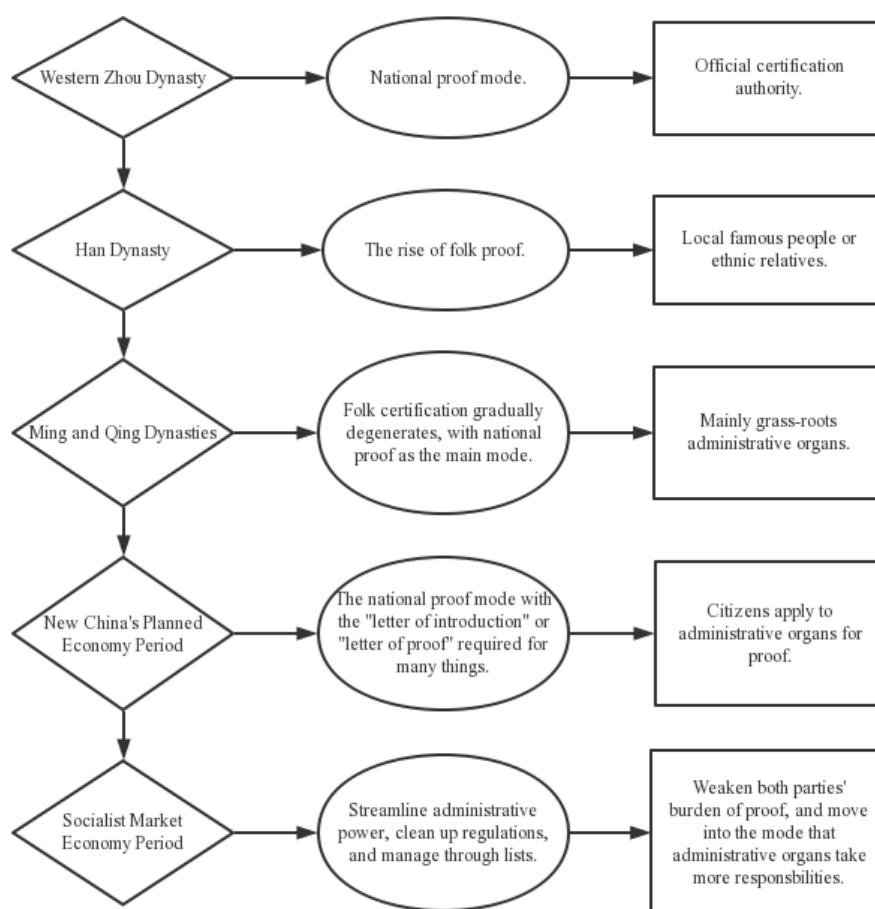 Western Zhou Dynasty
National proof mode.
Official certification
authority.
Han Dynasty
The rise of folk proof.
Local famous people or
ethnic relatives.
Ming and Qing Dynasties
Folk certification gradually
degenerates, with national
proof as the main mode.
Mainly grass-roots
administrative organs.
New China's Planned
Economy Period
The national proof mode with
the "letter of introduction" or
"letter of proof" required for
many things.
Citizens apply to
administrative organs for
proof.
Socialist Market
Economy Period
Streamline administrative
power, clean up regulations,
and manage through lists.
Weaken both parties'
burden of proof, and move
into the mode that
administrative organs take
more responsbilities.